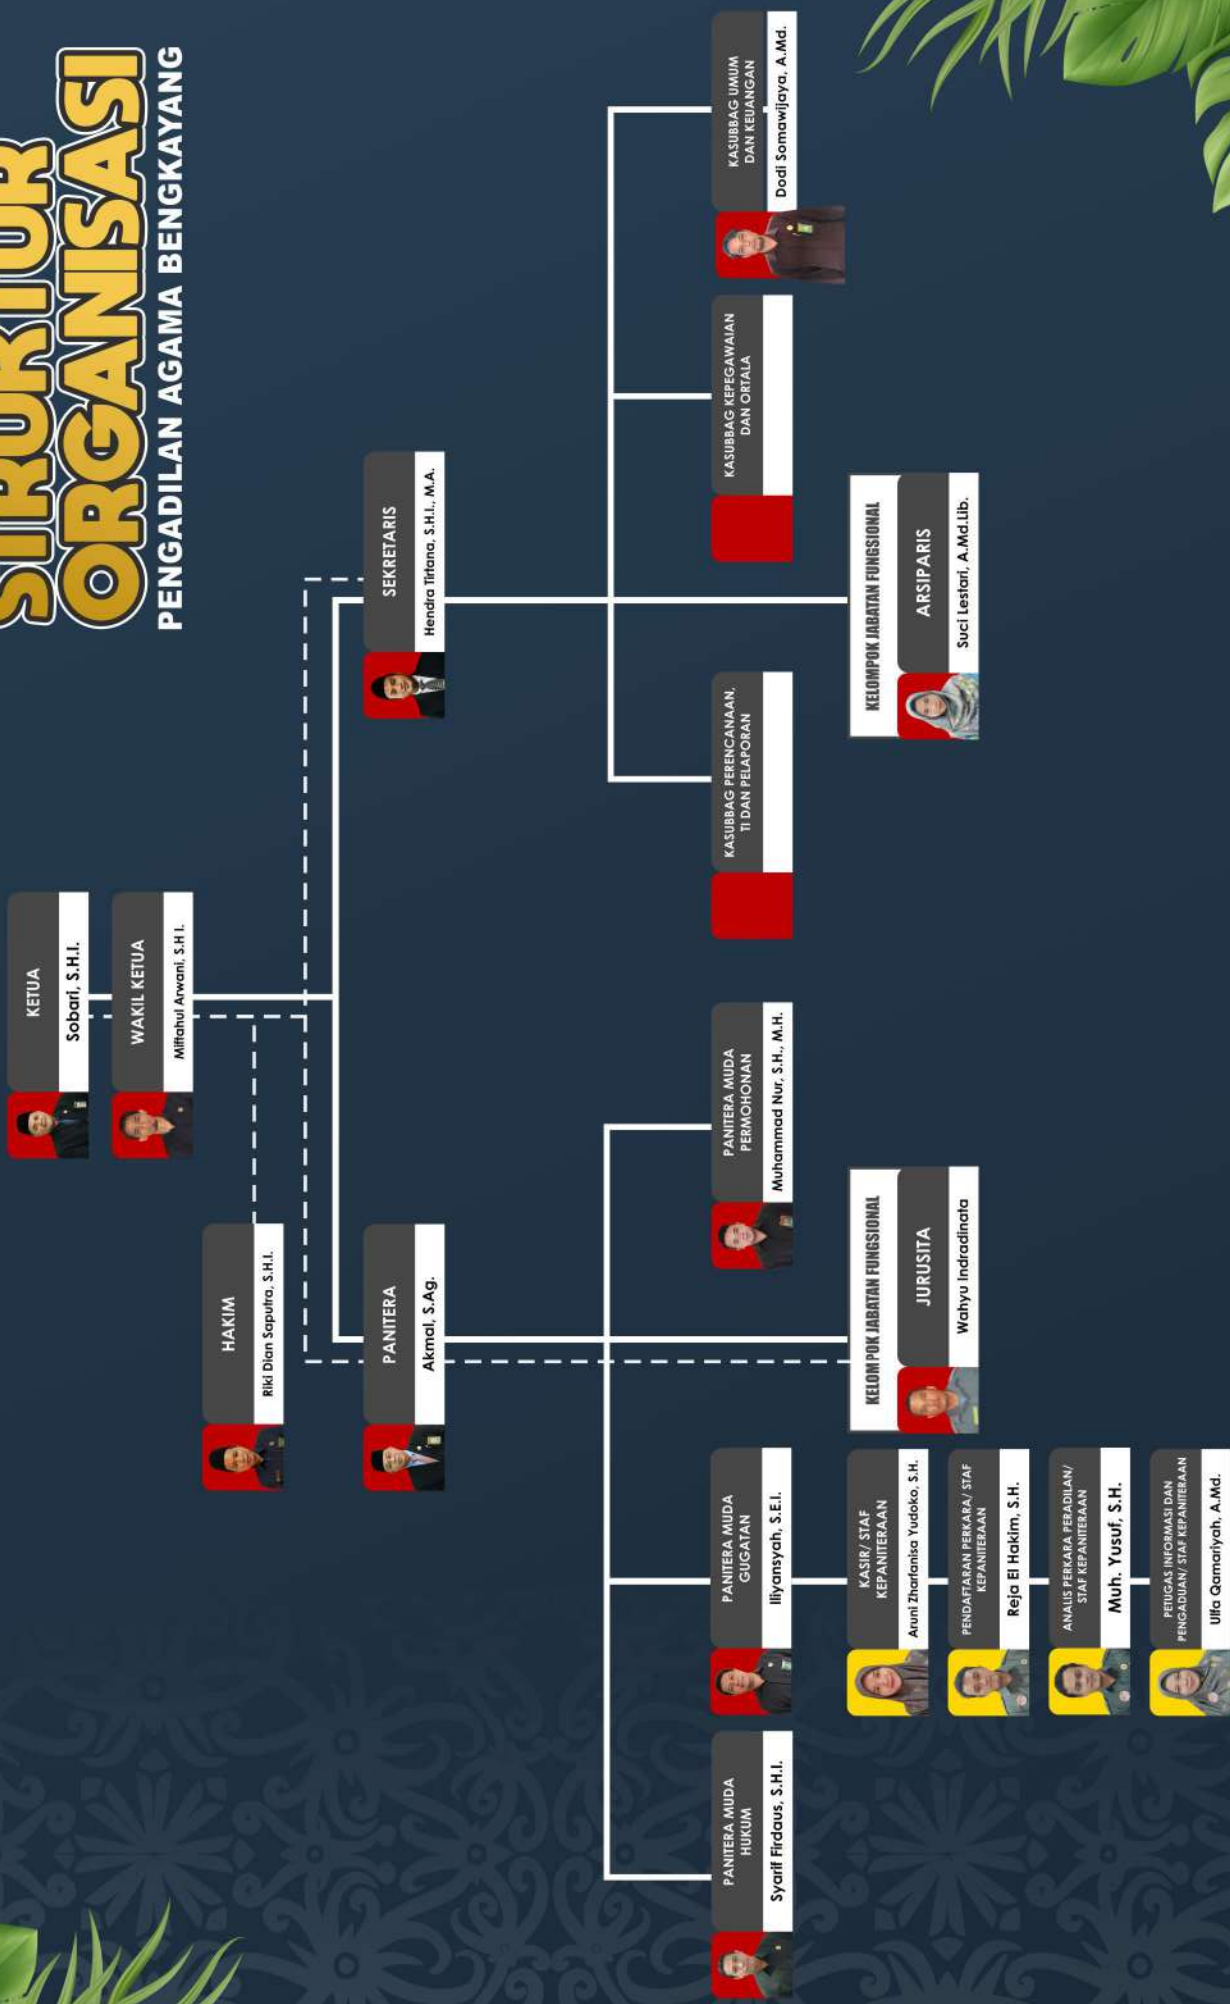 STRUKTUR
ORGANISASI
PENGADILAN AGAMA BENGKAYANG
KETUA
Sobari, S.H.I.
WAKIL KETUA
Miftahul Arwani, S.H I.
HAKIM
Riki Dian Saputra, S.H.I.
PANITERA
Akmal, S.Ag.
SEKRETARIS
Hendra Tirtana, S.H.I., M.A.
PANITERA MUDA
HUKUM
Syarif Firdaus, S.H.I.
PANITERA MUDA
GUGATAN
Iliyansyah, S.E.I.
PANITERA MUDA
PERMOHONAN
Muhammad Nur, S.H., M.H.
KASUBBAG PERENCANAAN,
TI DAN PELAPORAN
KASUBBAG KEPEGAWAIAN
DAN ORTALA
KASUBBAG UMUM
DAN KEUANGAN
Dodi Somawijaya, A.Md.
KASIR/ STAF
KEPANITERAAN
Aruni Zharfanisa Yudoko, S.H.
PENDAFTARAN PERKARA/ STAF
KEPANITERAAN
Reja El Hakim, S.H.
ANALIS PERKARA PERADILAN/
STAF KEPANITERAAN
Muh. Yusuf, S.H.
PETUGAS INFORMASI DAN
PENGADUAN/ STAF KEPANITERAAN
Ulfa Qamariyah, A.Md.
KELOMPOK JABATAN FUNGSIONAL
JURUSITA
Wahyu Indradinata
KELOMPOK JABATAN FUNGSIONAL
ARSIPARIS
Suci Lestari, A.Md.Lib.